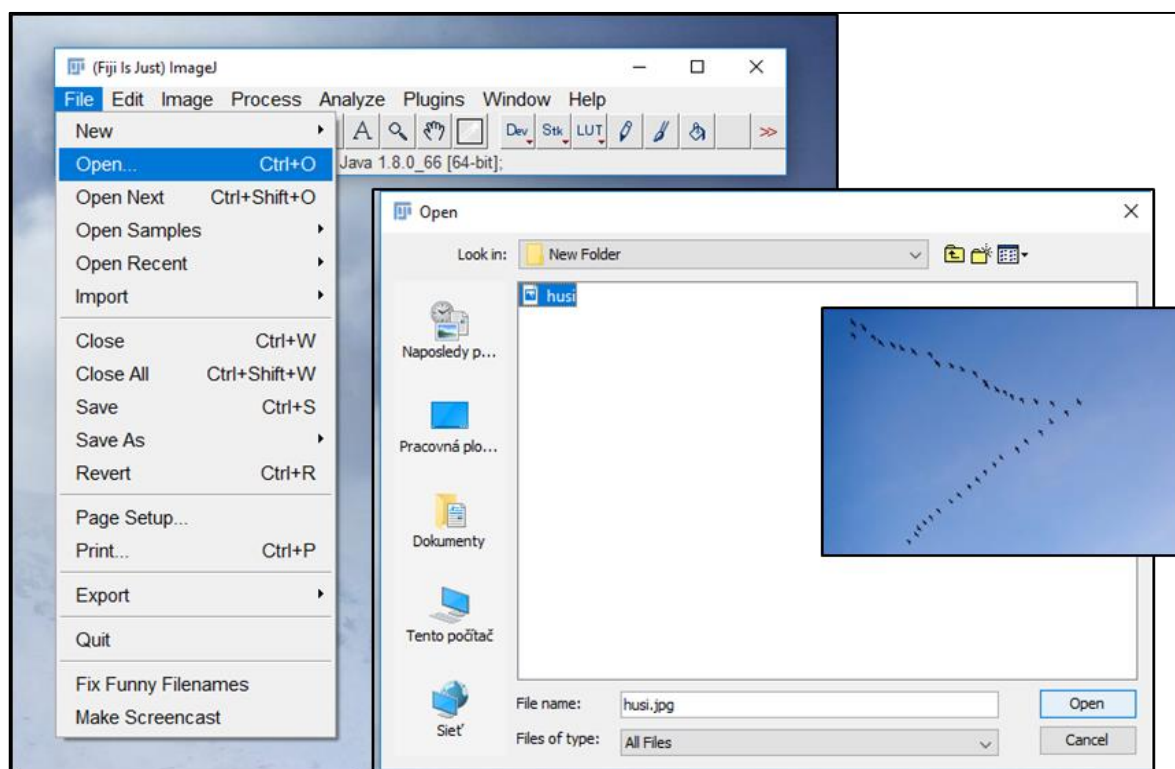 (Fiji Is Just) ImageJ
File Edit Image Process Analyze Plugins Window Help
A Dev Stk LUT >>
Java 1.8.0_66 [64-bit];
New
Open... Ctrl+O
Open Next Ctrl+Shift+O
Open Samples
Open Recent
Import
Close Ctrl+W
Close All Ctrl+Shift+W
Save Ctrl+S
Save As
Revert Ctrl+R
Page Setup...
Print... Ctrl+P
Export
Quit
Fix Funny Filenames
Make Screencast
Open
Look in: New Folder
husi
Naposledy p...
Pracovná plo...
Dokumenty
Tento počítač
Sieť
File name: husi.jpg Open
Files of type: All Files Cancel